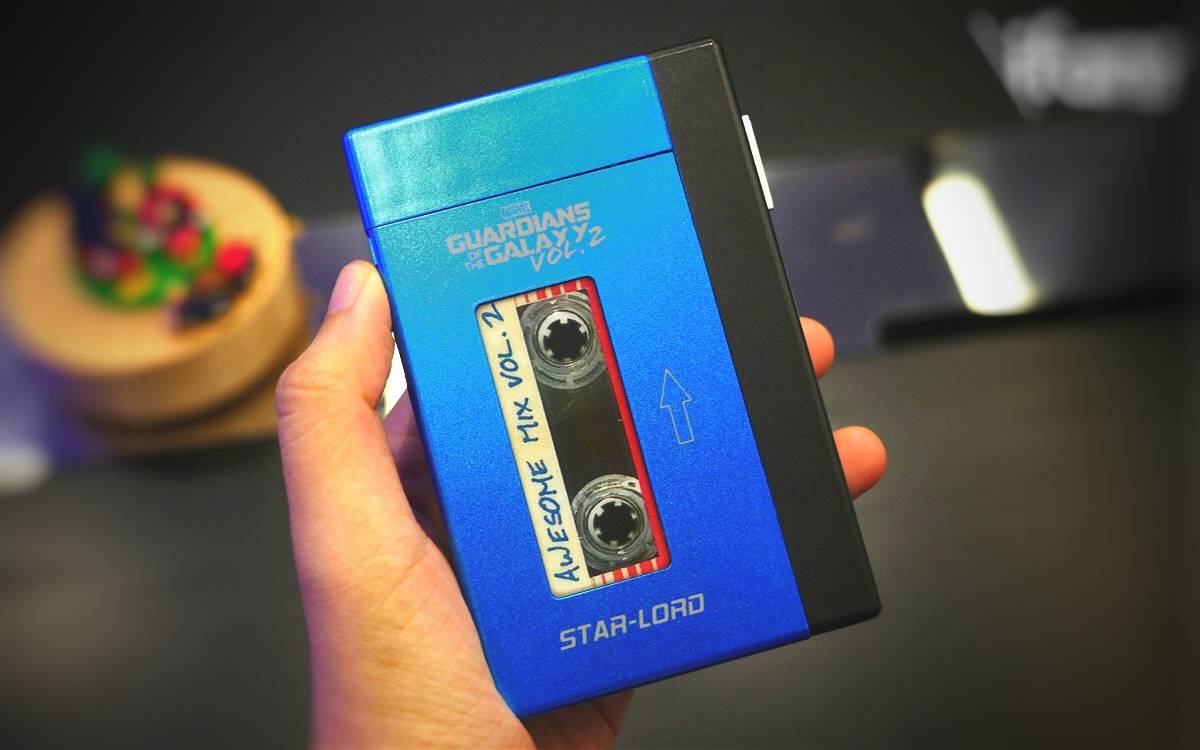 MARVEL
GUARDIANS
OF
THE GALAXY
VOL. 2
AWESOME MIX VOL. 2
STAR-LORD